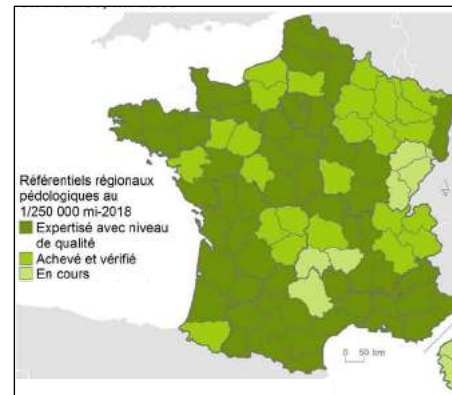 Référentiels régionaux
pédologiques au
1/250 000 mi-2018
Expertisé avec niveau
de qualité
Achevé et vérifié
En cours
0 50 km